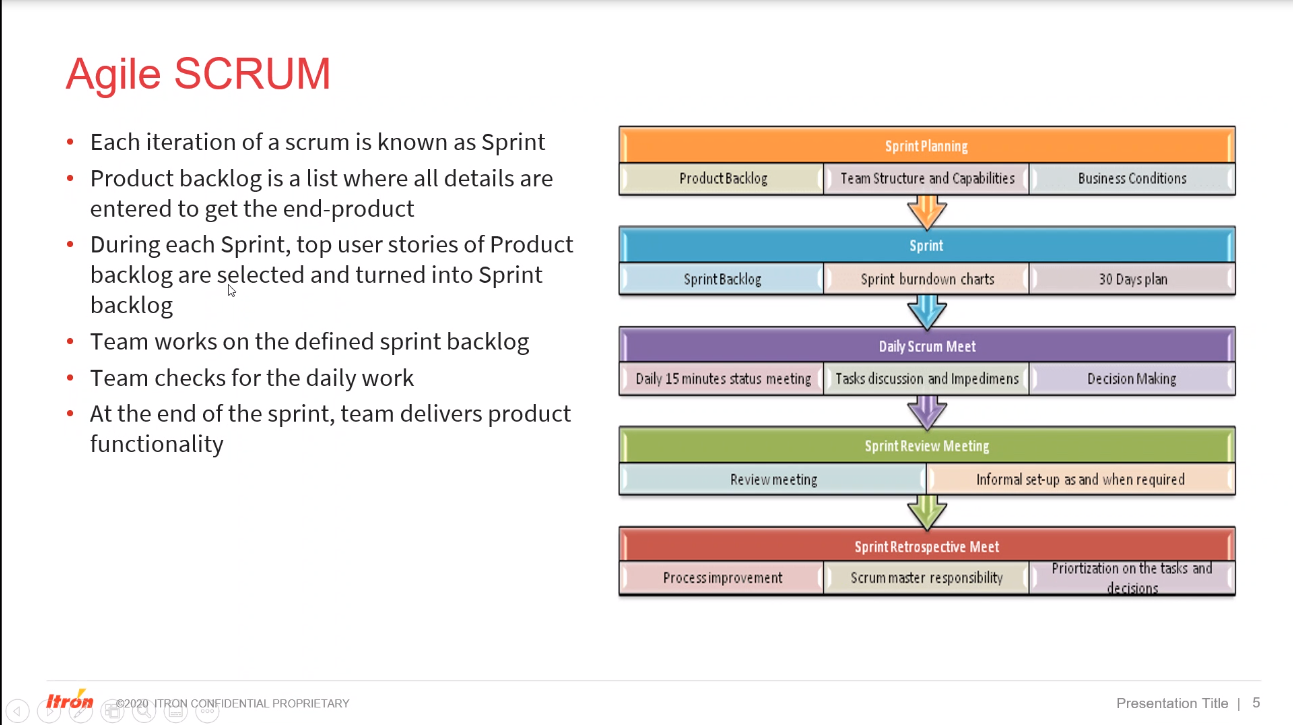 Agile SCRUM
• Each iteration of a scrum is known as Sprint
• Product backlog is a list where all details are
entered to get the end-product
• During each Sprint, top user stories of Product
backlog are selected and turned into Sprint
backlog
• Team works on the defined sprint backlog
• Team checks for the daily work
• At the end of the sprint, team delivers product
functionality
Sprint Planning
Product Backlog
Team Structure and Capabilities
Business Conditions
Sprint
Sprint Backlog
Sprint burndown charts
30 Days plan
Daily Scrum Meet
Daily 15 minutes status meeting
Tasks discussion and Impedimens
Decision Making
Sprint Review Meeting
Review meeting
Informal set-up as and when required
Sprint Retrospective Meet
Process improvement
Scrum master responsibility
Priortization on the tasks and
decisions
Itron
©2020 ITRON CONFIDENTIAL PROPRIETARY
Presentation Title | 5